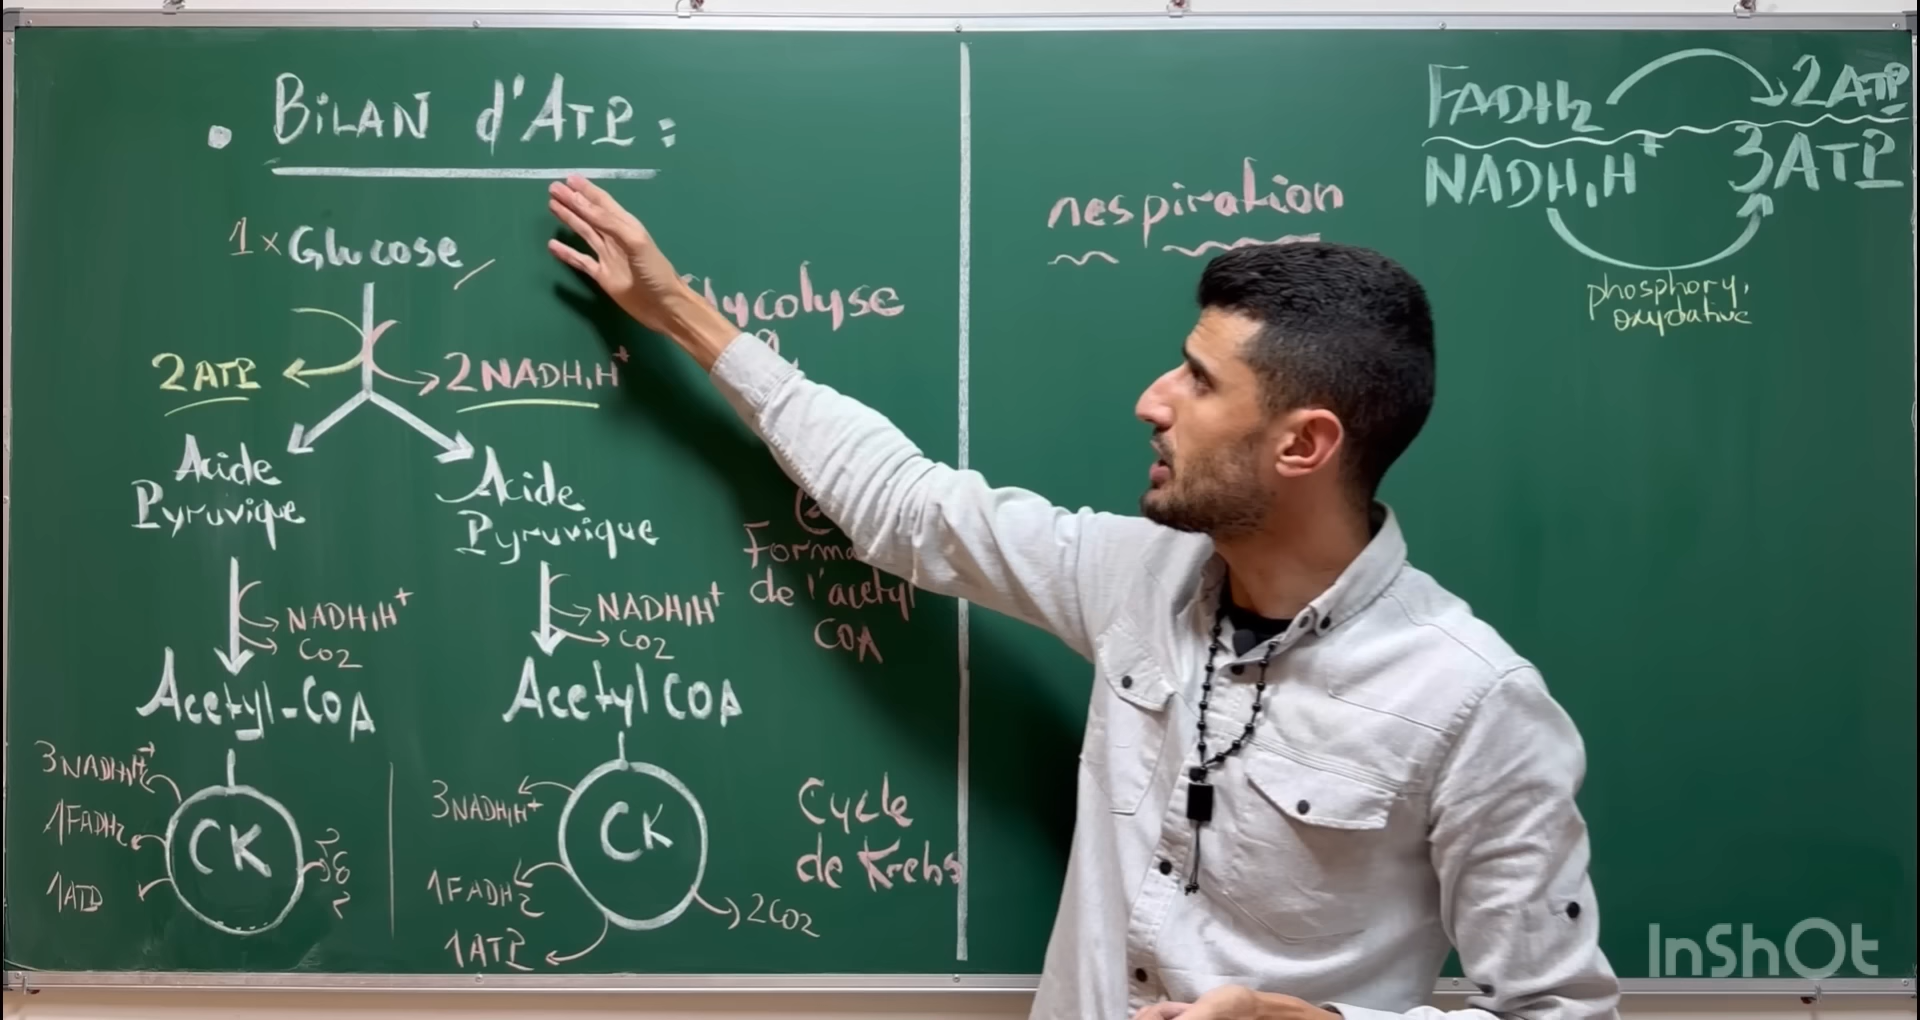 • BILAN d'ATP :
1 x Glucose
Glycolyse
2ATP
2NADH,H+
Acide
Pyruvique
Acide
Pyruvique
NADH,H+
CO2
NADH,H+
CO2
de l'acetyl
COA
Acetyl-COA
Acetyl COA
3NADH,H+
1FADH2
1ATP
CK
3NADH,H+
1FADH2
1ATP
CK
2CO2
Cycle
de Krebs
respiration
FADH2
2ATP
NADH,H+
3ATP
phosphory.
oxydative
InShOt